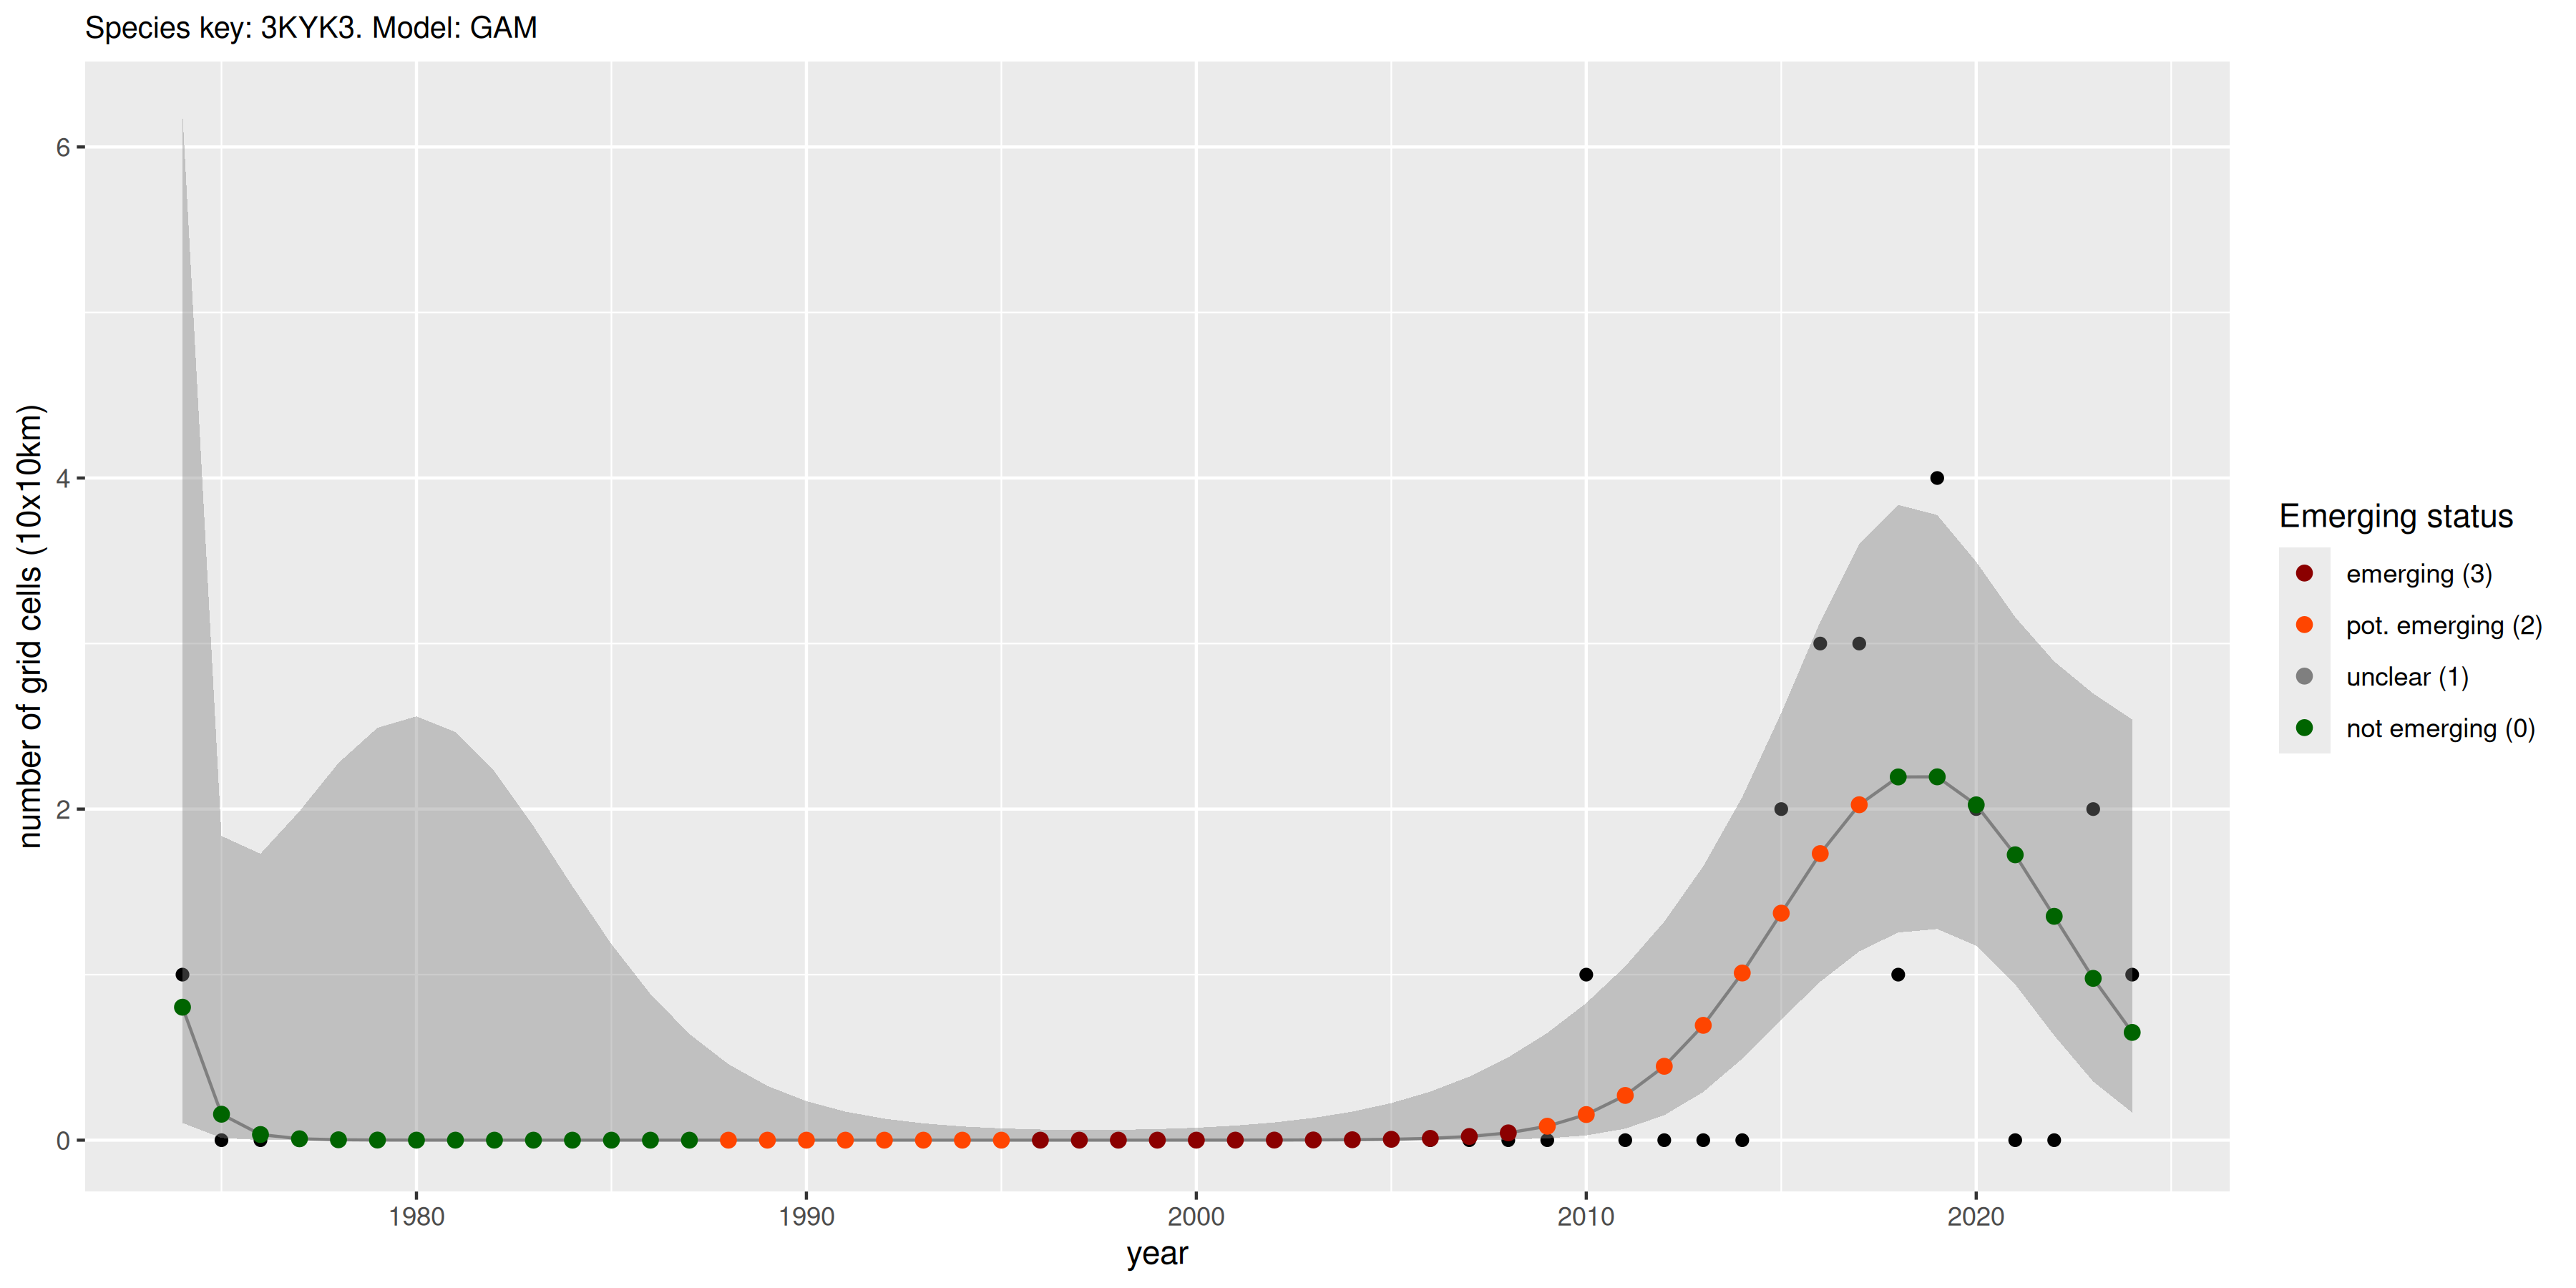 Species key: 3KYK3. Model: GAM
number of grid cells (10x10km)
6
4
2
0
1980
1990
2000
2010
2020
year
Emerging status
emerging (3)
pot. emerging (2)
unclear (1)
not emerging (0)